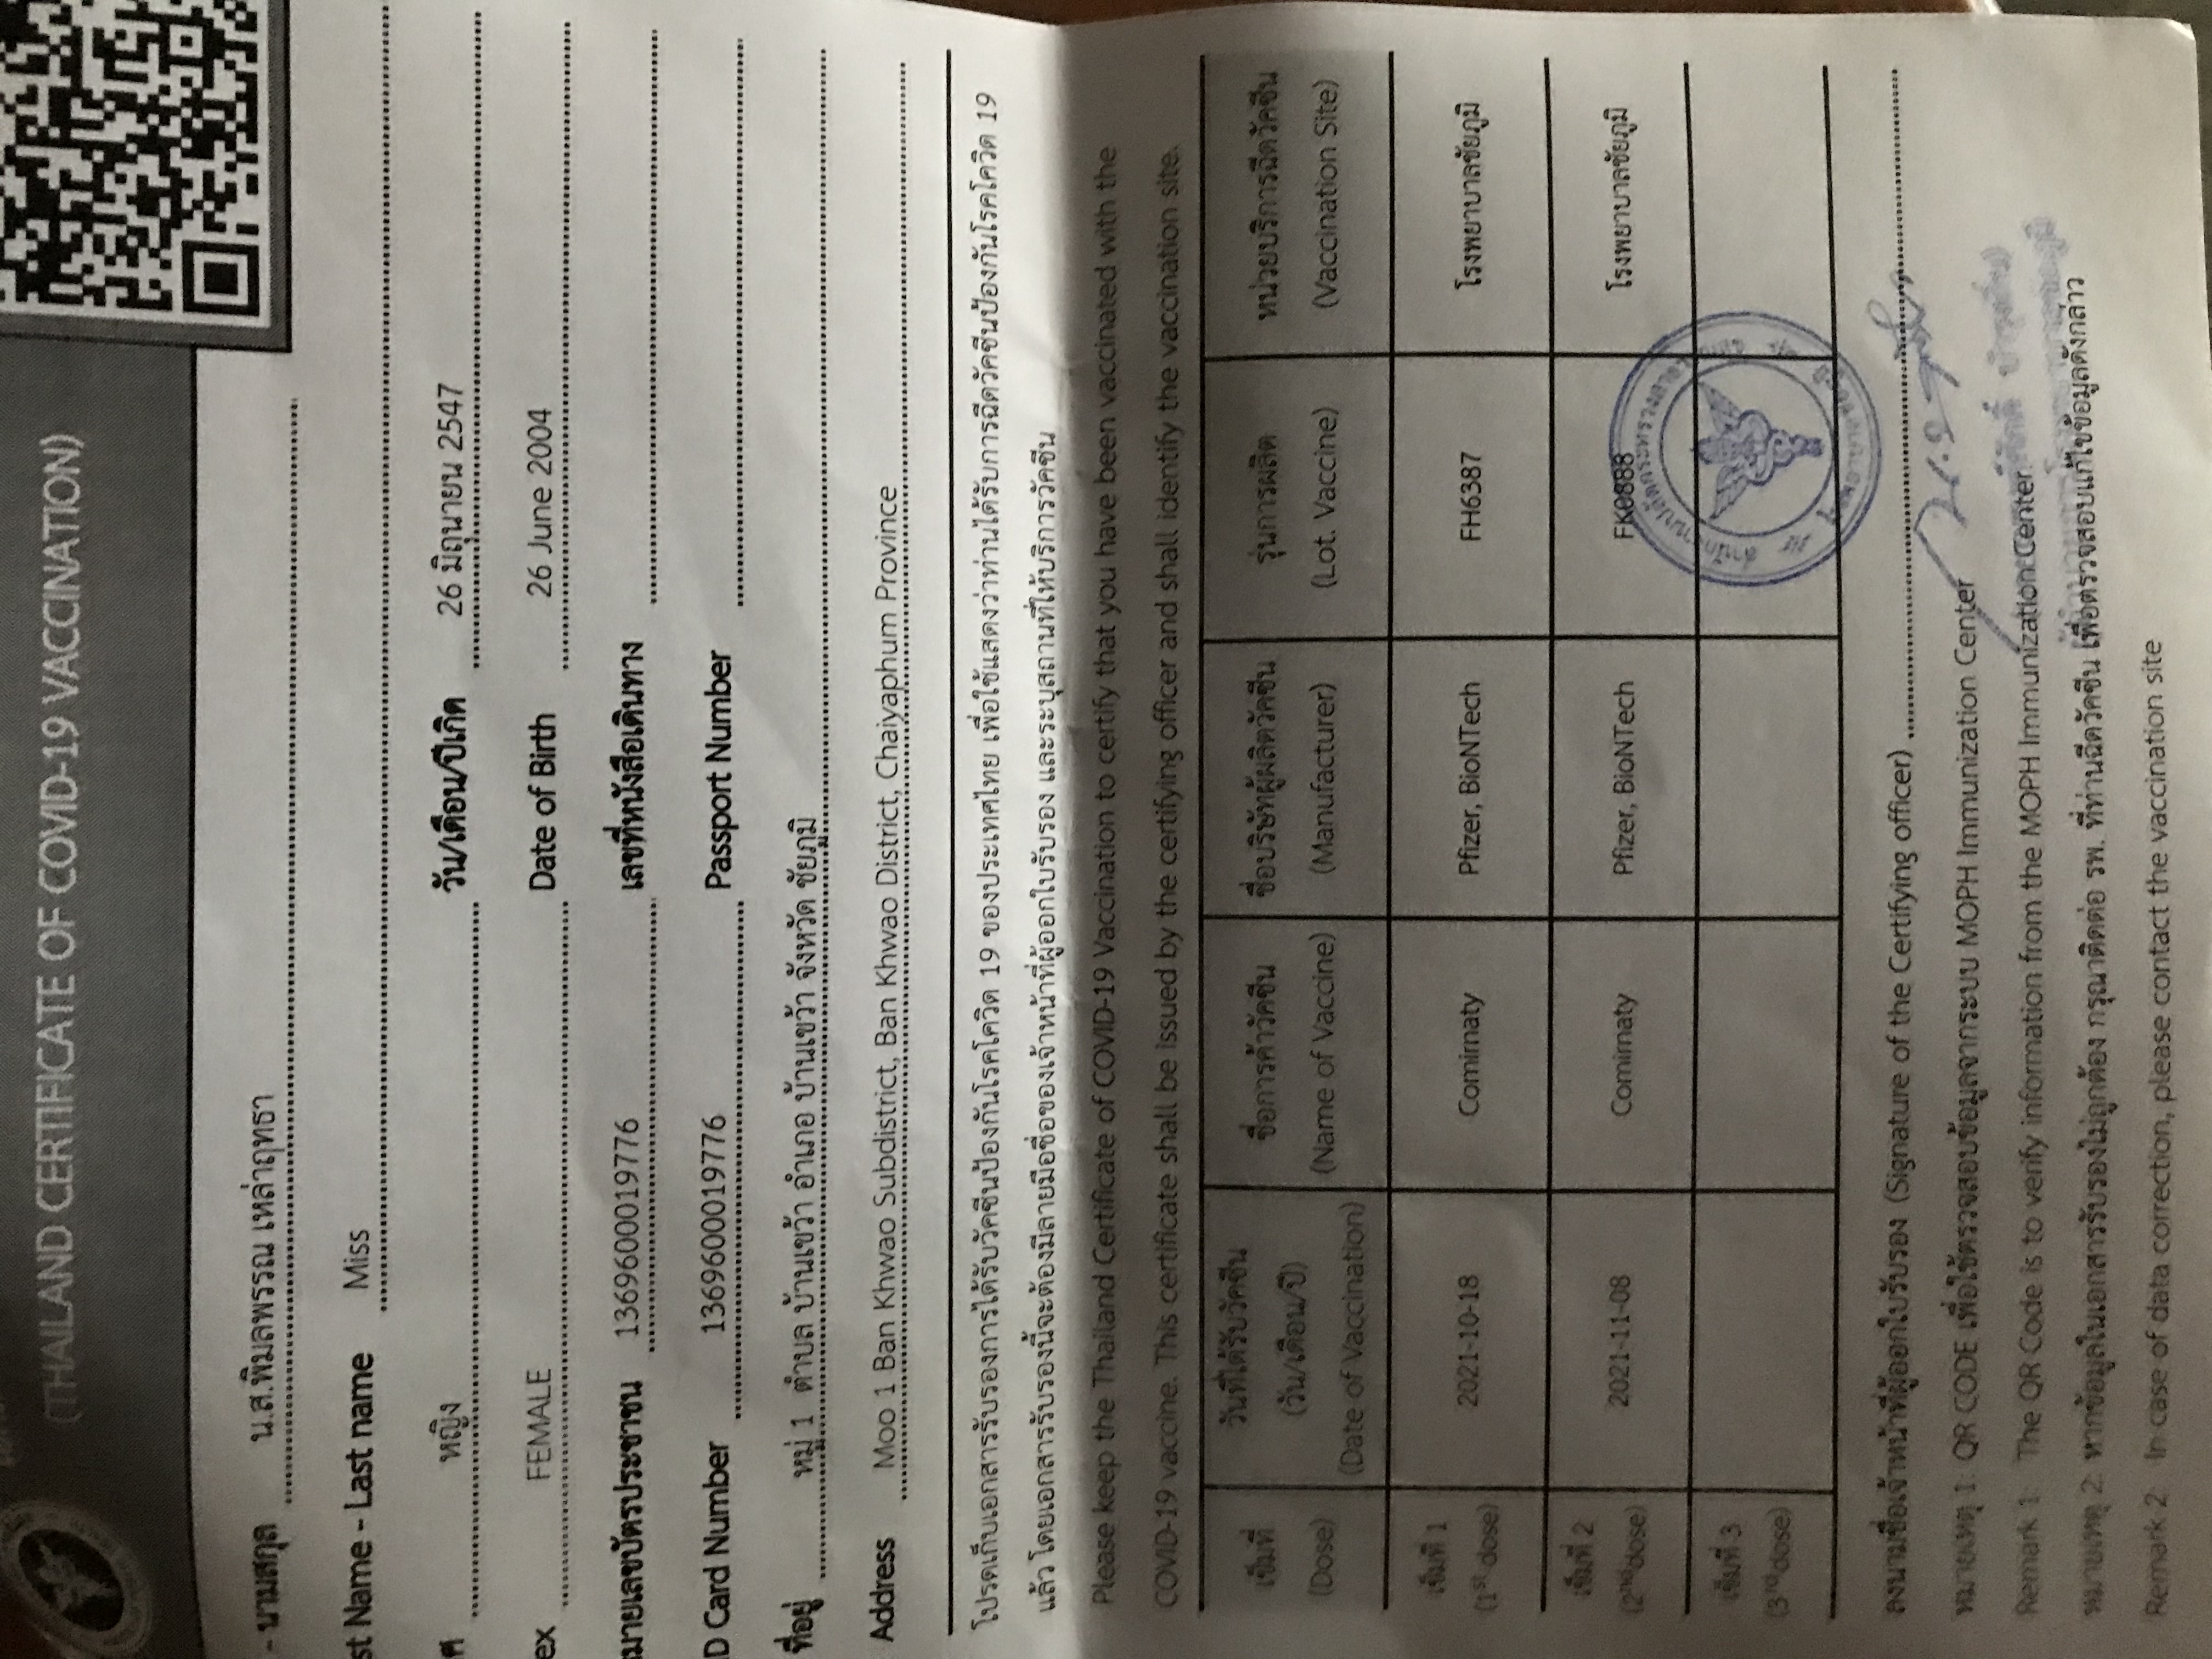 (THAILAND CERTIFICATE OF COVID-19 VACCINATION)
- นามสกุล น.ส.พิมลพรรณ เหล่าฤทธา
st Name - Last name Miss
ศ หญิง วัน/เดือน/ปีเกิด 26 มิถุนายน 2547
ex FEMALE Date of Birth 26 June 2004
มายเลขบัตรประชาชน 1369600019776 เลขที่หนังสือเดินทาง
D Card Number 1369600019776 Passport Number
ที่อยู่ หมู่ 1 ตำบล บ้านเขว้า อำเภอ บ้านเขว้า จังหวัด ชัยภูมิ
Address Moo 1 Ban Khwao Subdistrict, Ban Khwao District, Chaiyaphum Province
โปรดเก็บเอกสารรับรองการได้รับวัคซีนป้องกันโรคโควิด 19 ของประเทศไทย เพื่อใช้แสดงว่าท่านได้รับการฉีดวัคซีนป้องกันโรคโควิด 19
แล้ว โดยเอกสารรับรองนี้จะต้องมีลายมือชื่อของเจ้าหน้าที่ผู้ออกใบรับรอง และระบุสถานที่ให้บริการวัคซีน
Please keep the Thailand Certificate of COVID-19 Vaccination to certify that you have been vaccinated with the
COVID-19 vaccine. This certificate shall be issued by the certifying officer and shall identify the vaccination site.
เข็มที่ วันที่ได้รับวัคซีน ชื่อการค้าวัคซีน ชื่อบริษัทผู้ผลิตวัคซีน รุ่นการผลิต หน่วยบริการฉีดวัคซีน
(วัน/เดือน/ปี)
(Dose) (Date of Vaccination) (Name of Vaccine) (Manufacturer) (Lot. Vaccine) (Vaccination Site)
เข็มที่ 1
(1st dose) 2021-10-18 Comirnaty Pfizer, BioNTech FH6387 โรงพยาบาลชัยภูมิ
เข็มที่ 2
(2nd dose) 2021-11-08 Comirnaty Pfizer, BioNTech FK0888 โรงพยาบาลชัยภูมิ
เข็มที่ 3
(3rd dose)
ลงนามชื่อเจ้าหน้าที่ผู้ออกใบรับรอง (Signature of the Certifying officer)
หมายเหตุ 1: QR CODE เพื่อใช้ตรวจสอบข้อมูลจากระบบ MOPH Immunization Center
Remark 1: The QR Code is to verify information from the MOPH Immunization Center.
หมายเหตุ 2: หากข้อมูลในเอกสารรับรองไม่ถูกต้อง กรุณาติดต่อ รพ. ที่ท่านฉีดวัคซีน เพื่อตรวจสอบแก้ไขข้อมูลดังกล่าว
Remark 2: In case of data correction, please contact the vaccination site